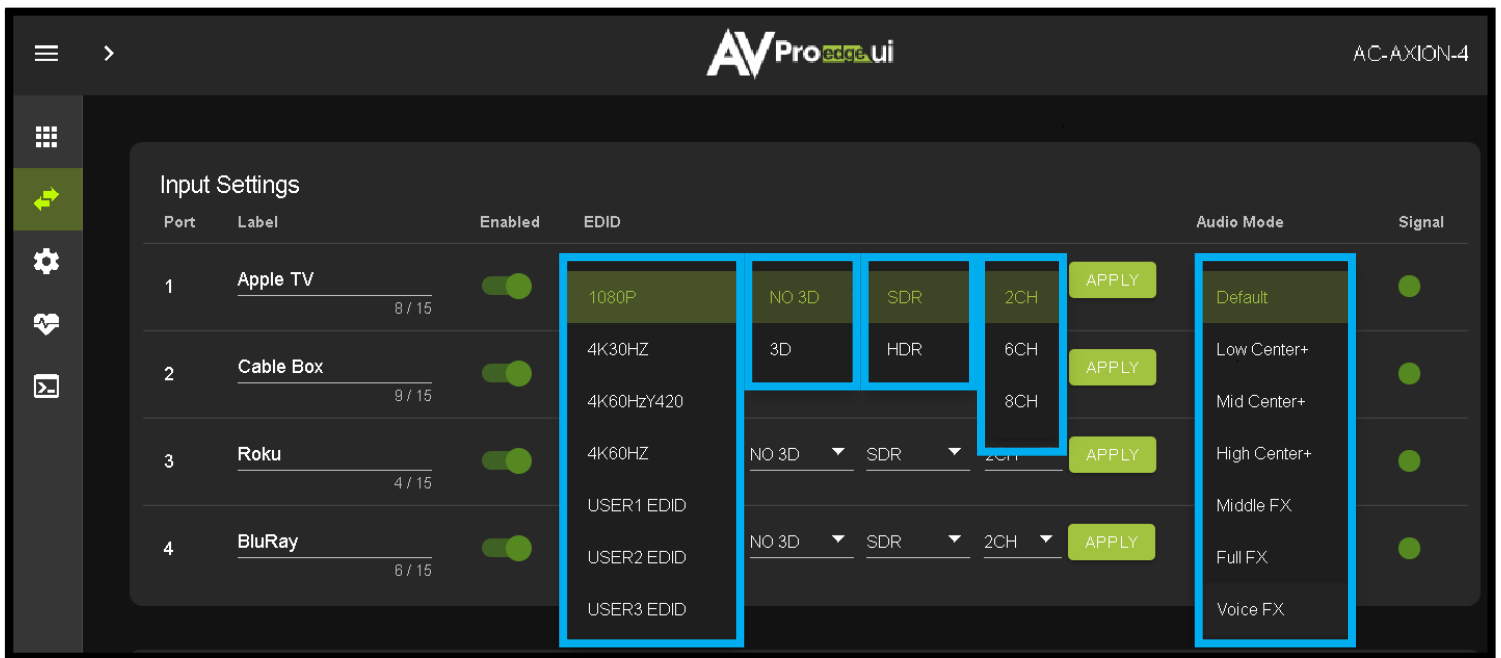 AVPro edge.ui
AC-AXION-4
Input Settings
Port Label Enabled EDID Audio Mode Signal
1 Apple TV 8 / 15 1080P NO 3D SDR 2CH APPLY Default
4K30HZ 3D HDR 6CH Low Center+
2 Cable Box 9 / 15 APPLY
4K60HzY420 8CH Mid Center+
3 Roku 4 / 15 4K60HZ NO 3D SDR 2CH APPLY High Center+
USER1 EDID Middle FX
4 BluRay 6 / 15 NO 3D SDR 2CH APPLY
USER2 EDID Full FX
USER3 EDID Voice FX